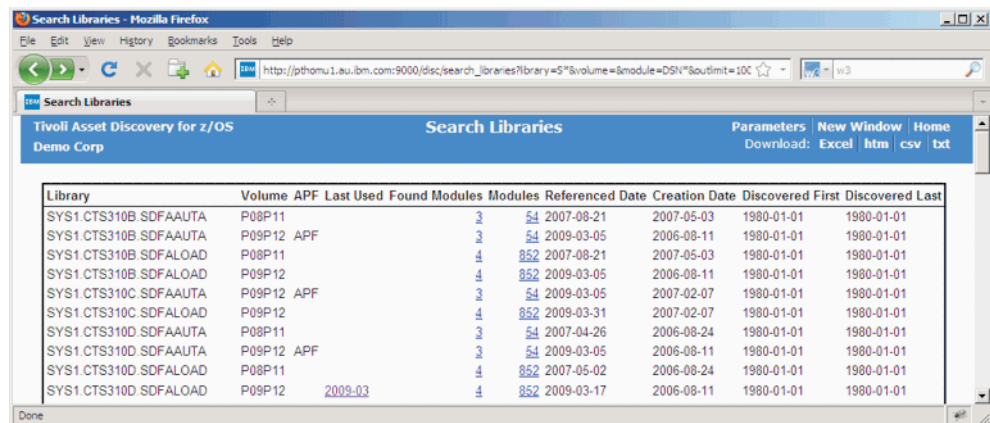 Search Libraries - Mozilla Firefox
File Edit View History Bookmarks Tools Help
IBM http://pthomu1.au.ibm.com:9000/disc/search_libraries?library=S*&volume=&module=DSN*&outlimit=100 w3
IBM Search Libraries
Tivoli Asset Discovery for z/OS Search Libraries Parameters New Window Home
Demo Corp Download: Excel htm csv txt
Library Volume APF Last Used Found Modules Modules Referenced Date Creation Date Discovered First Discovered Last
SYS1.CTS310B.SDFAAUTA P08P11 3 54 2007-08-21 2007-05-03 1980-01-01 1980-01-01
SYS1.CTS310B.SDFAAUTA P09P12 APF 3 54 2009-03-05 2006-08-11 1980-01-01 1980-01-01
SYS1.CTS310B.SDFALOAD P08P11 4 852 2007-08-21 2007-05-03 1980-01-01 1980-01-01
SYS1.CTS310B.SDFALOAD P09P12 4 852 2009-03-05 2006-08-11 1980-01-01 1980-01-01
SYS1.CTS310C.SDFAAUTA P09P12 APF 3 54 2009-03-05 2007-02-07 1980-01-01 1980-01-01
SYS1.CTS310C.SDFALOAD P09P12 4 852 2009-03-31 2007-02-07 1980-01-01 1980-01-01
SYS1.CTS310D.SDFAAUTA P08P11 3 54 2007-04-26 2006-08-24 1980-01-01 1980-01-01
SYS1.CTS310D.SDFAAUTA P09P12 APF 3 54 2009-03-05 2006-08-11 1980-01-01 1980-01-01
SYS1.CTS310D.SDFALOAD P08P11 4 852 2007-05-02 2006-08-24 1980-01-01 1980-01-01
SYS1.CTS310D.SDFALOAD P09P12 2009-03 4 852 2009-03-17 2006-08-11 1980-01-01 1980-01-01
Done